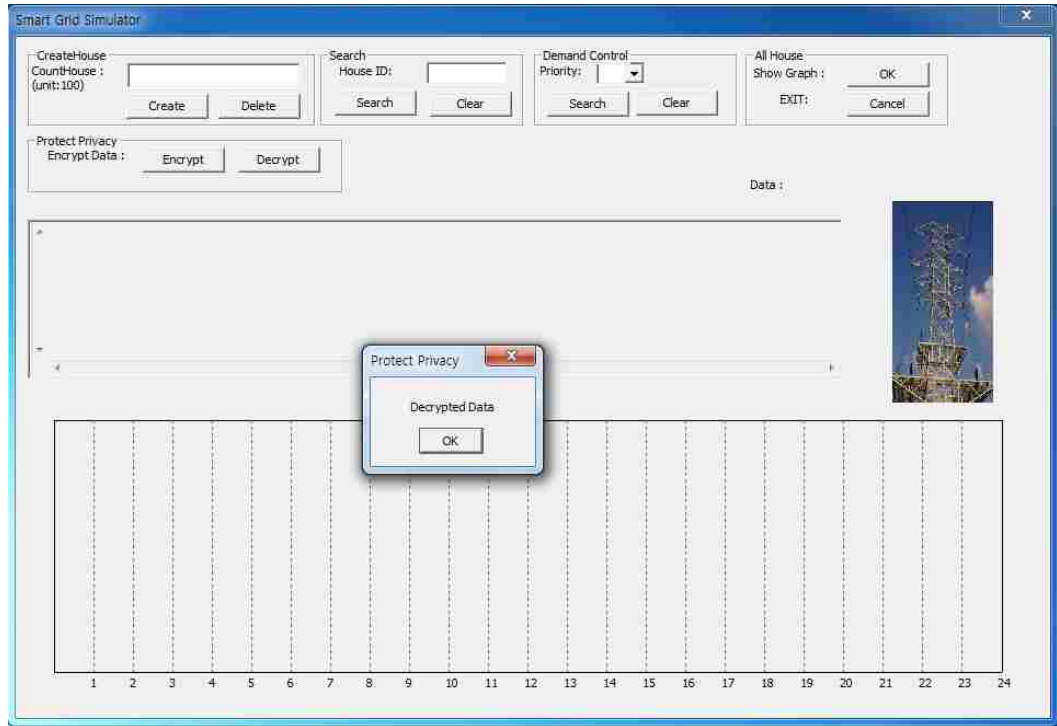 Smart Grid Simulator
CreateHouse
CountHouse :
(unit:100)
Create Delete
Search
House ID:
Search Clear
Demand Control
Priority:
Search Clear
All House
Show Graph : OK
EXIT: Cancel
Protect Privacy
Encrypt Data : Encrypt Decrypt
Data :
Protect Privacy
Decrypted Data
OK
1 2 3 4 5 6 7 8 9 10 11 12 13 14 15 16 17 18 19 20 21 22 23 24